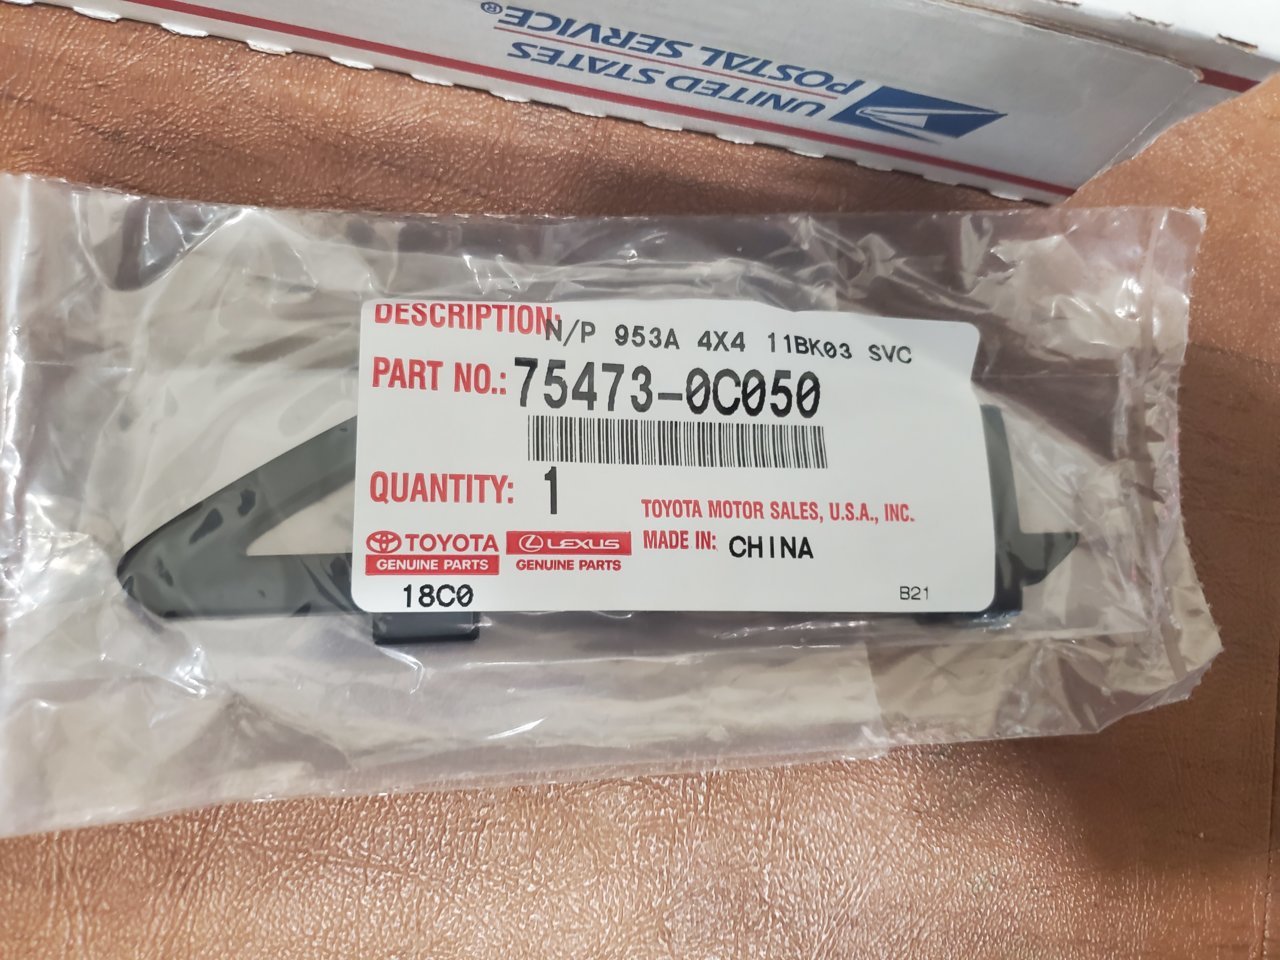 UNITED STATES
POSTAL SERVICE®
DESCRIPTION: N/P 953A 4X4 11BK03 SVC
PART NO.: 75473-0C050
QUANTITY: 1
TOYOTA MOTOR SALES, U.S.A., INC.
TOYOTA
GENUINE PARTS
LEXUS
GENUINE PARTS
MADE IN: CHINA
18C0
B21